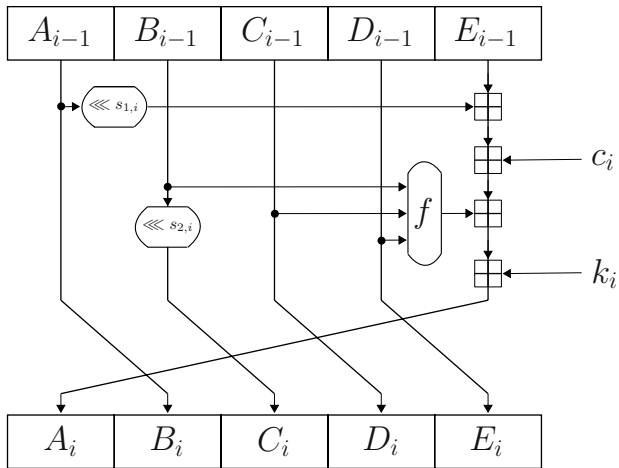 A_{i-1} B_{i-1} C_{i-1} D_{i-1} E_{i-1}
⋘ s_{1,i}
c_i
⋘ s_{2,i}
f
k_i
A_i B_i C_i D_i E_i